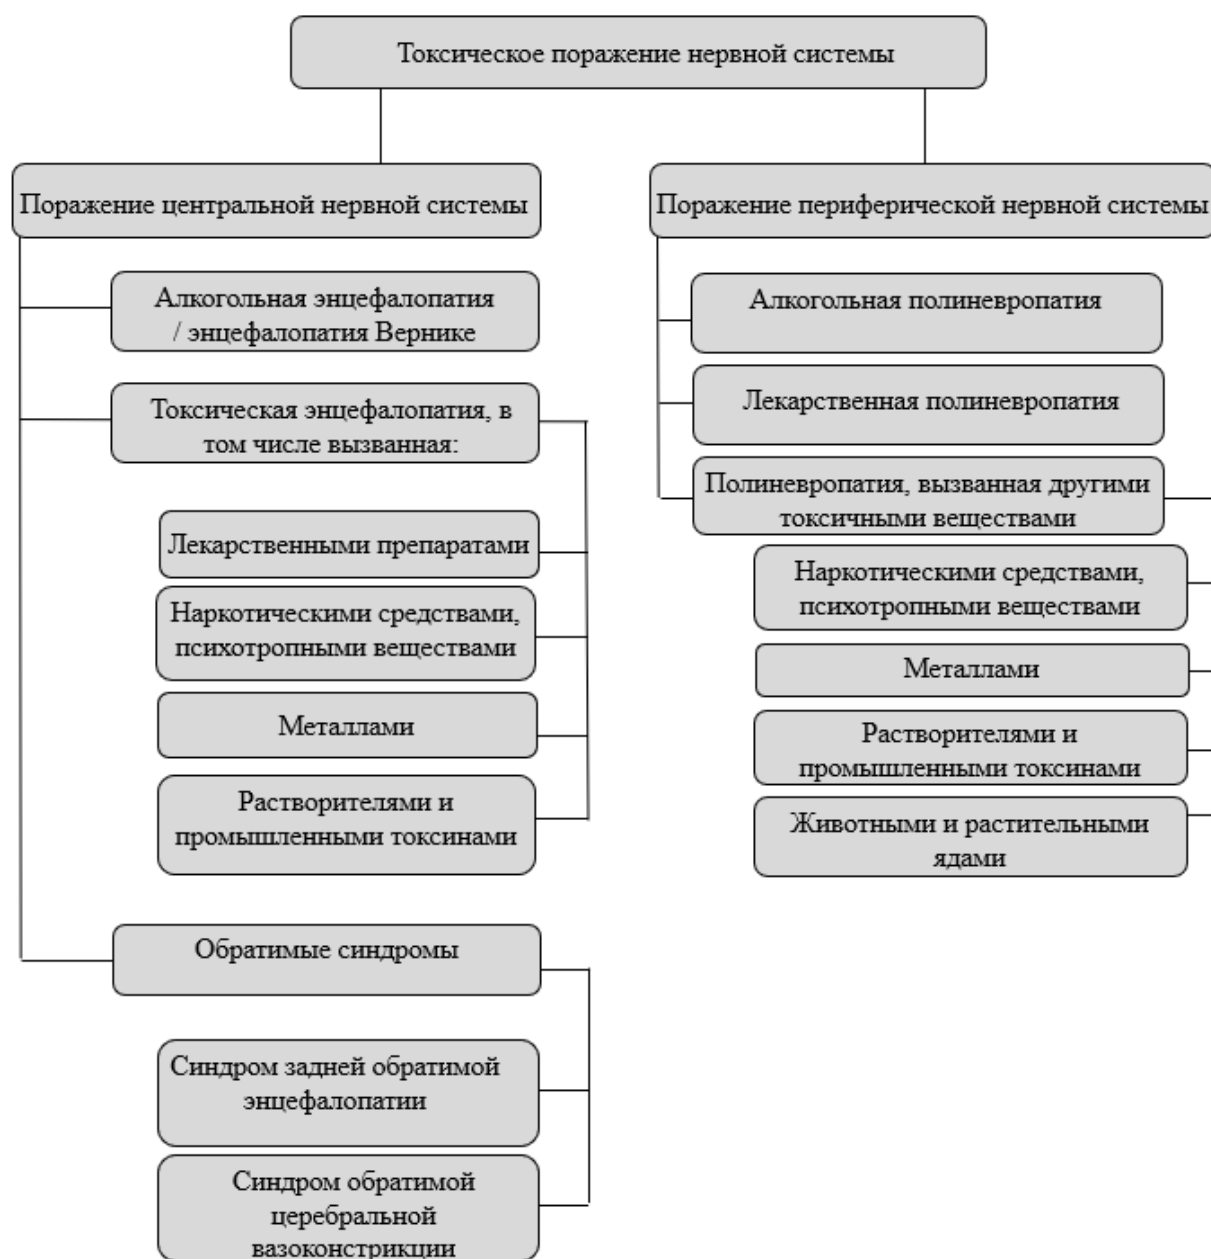 Токсическое поражение нервной системы
Поражение центральной нервной системы
Алкогольная энцефалопатия
/ энцефалопатия Вернике
Токсическая энцефалопатия, в
том числе вызванная:
Лекарственными препаратами
Наркотическими средствами,
психотропными веществами
Металлами
Растворителями и
промышленными токсинами
Обратимые синдромы
Синдром задней обратимой
энцефалопатии
Синдром обратимой
церебральной
вазоконстрикции
Поражение периферической нервной системы
Алкогольная полиневропатия
Лекарственная полиневропатия
Полиневропатия, вызванная другими
токсичными веществами
Наркотическими средствами,
психотропными веществами
Металлами
Растворителями и
промышленными токсинами
Животными и растительными
ядами